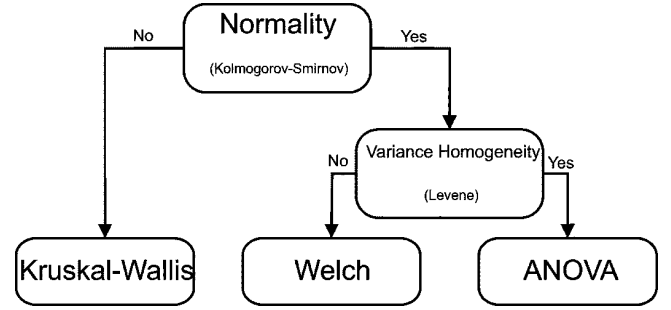 Normality
(Kolmogorov-Smirnov)
No
Yes
Variance Homogeneity
(Levene)
No
Yes
Kruskal-Wallis
Welch
ANOVA